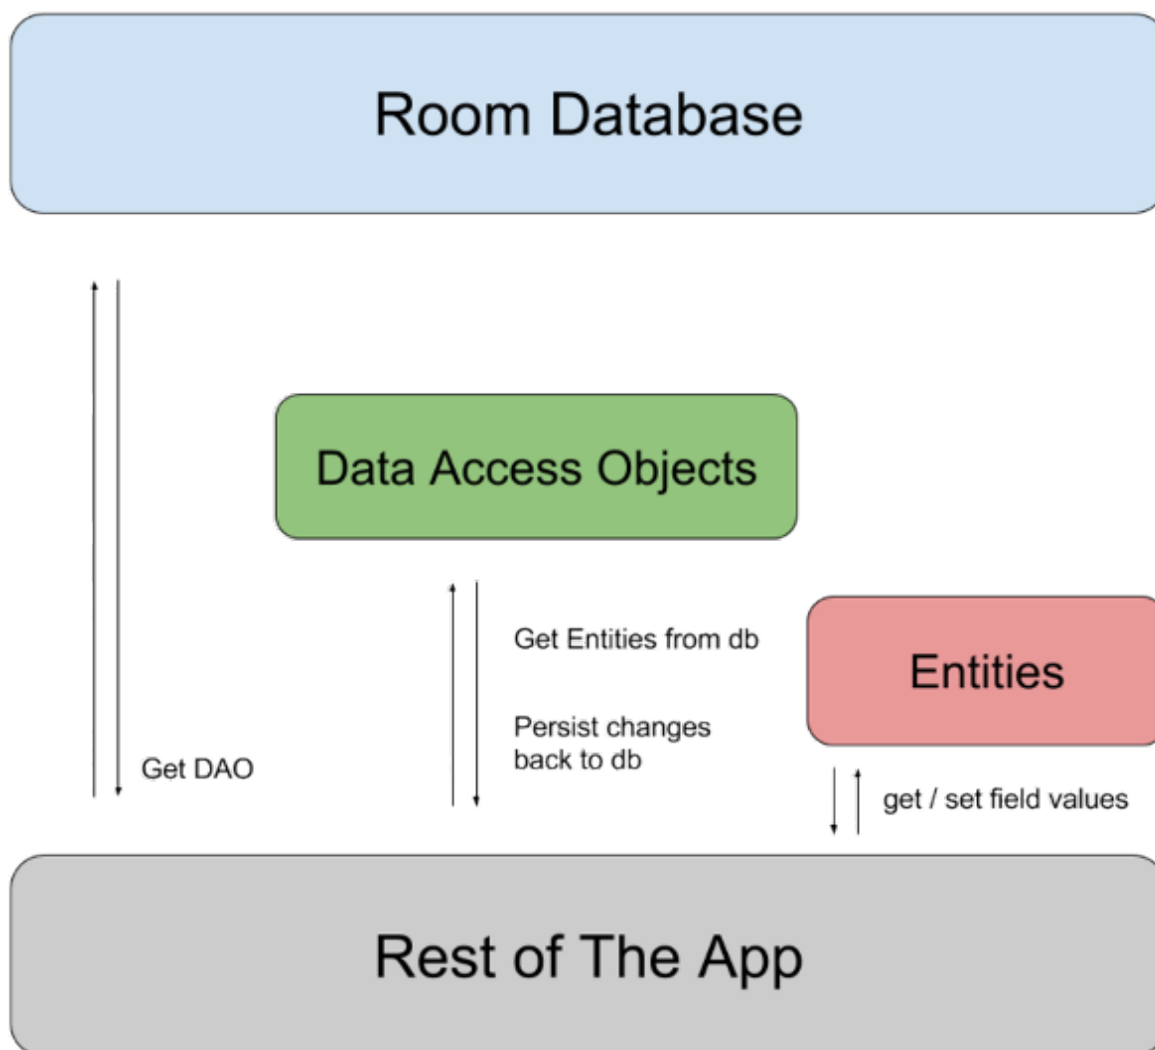 Room Database
Data Access Objects
Get Entities from db
Entities
Persist changes
back to db
Get DAO
get / set field values
Rest of The App